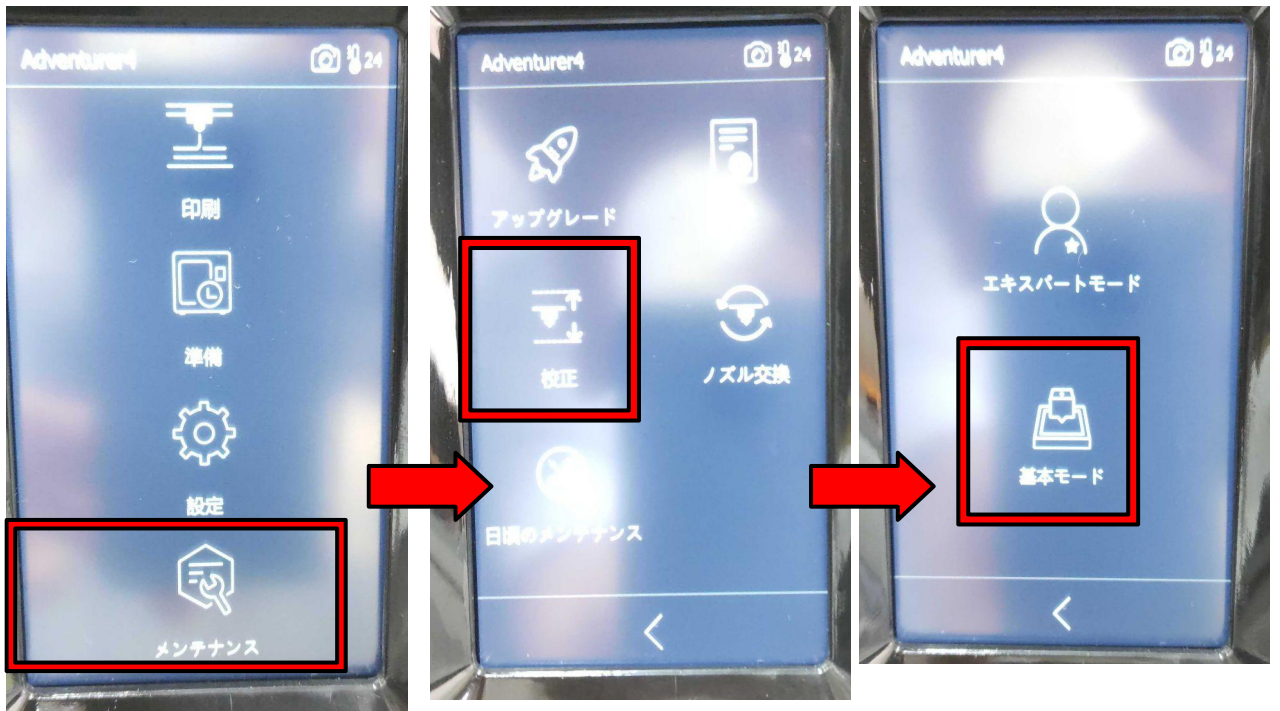 Adventurer4
24
印刷
準備
設定
メンテナンス
Adventurer4
24
アップグレード
校正
ノズル交換
日頃のメンテナンス
Adventurer4
24
エキスパートモード
基本モード